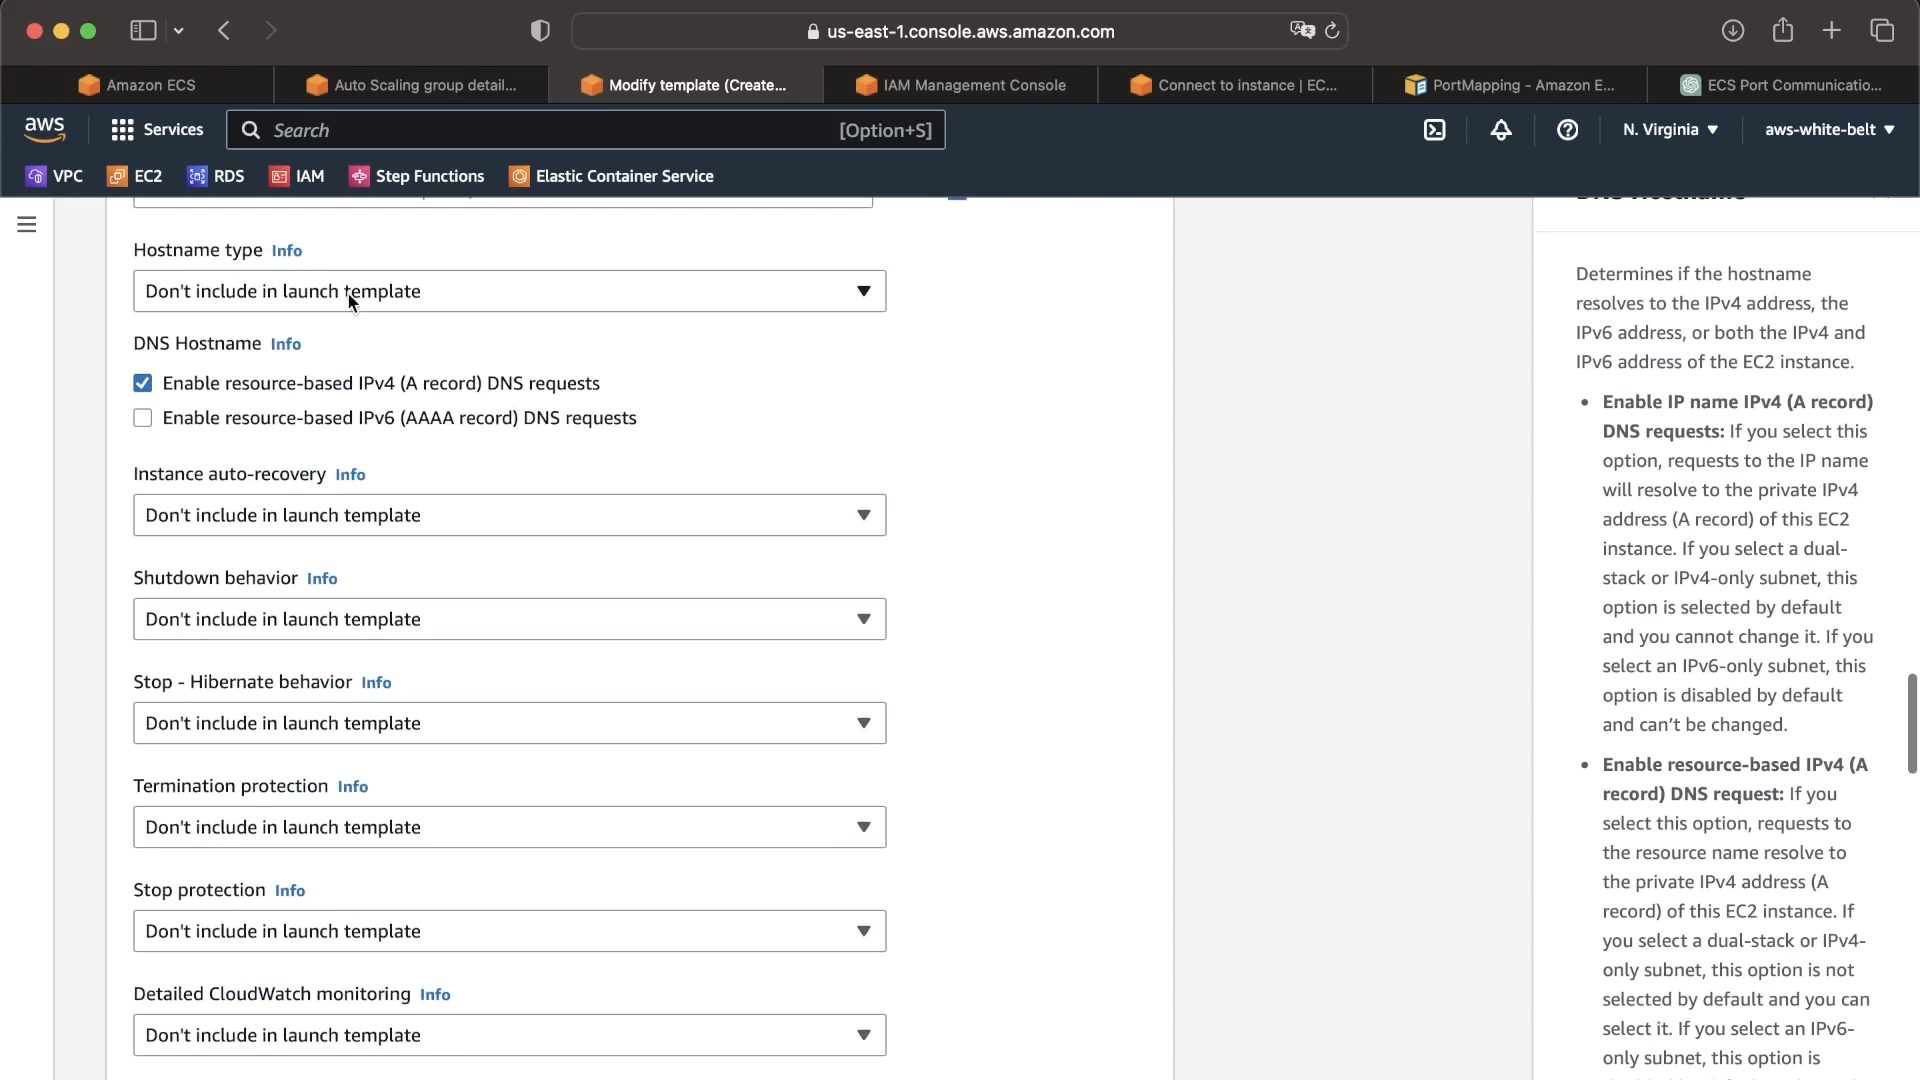 us-east-1.console.aws.amazon.com
Amazon ECS
Auto Scaling group detail...
Modify template (Create...
IAM Management Console
Connect to instance | EC...
PortMapping - Amazon E...
ECS Port Communicatio...
aws
Services
Search
[Option+S]
N. Virginia
aws-white-belt
VPC
EC2
RDS
IAM
Step Functions
Elastic Container Service
Hostname type Info
Don't include in launch template
DNS Hostname Info
Enable resource-based IPv4 (A record) DNS requests
Enable resource-based IPv6 (AAAA record) DNS requests
Instance auto-recovery Info
Don't include in launch template
Shutdown behavior Info
Don't include in launch template
Stop - Hibernate behavior Info
Don't include in launch template
Termination protection Info
Don't include in launch template
Stop protection Info
Don't include in launch template
Detailed CloudWatch monitoring Info
Don't include in launch template
Determines if the hostname
resolves to the IPv4 address, the
IPv6 address, or both the IPv4 and
IPv6 address of the EC2 instance.
• Enable IP name IPv4 (A record)
DNS requests: If you select this
option, requests to the IP name
will resolve to the private IPv4
address (A record) of this EC2
instance. If you select a dual-
stack or IPv4-only subnet, this
option is selected by default
and you cannot change it. If you
select an IPv6-only subnet, this
option is disabled by default
and can’t be changed.
• Enable resource-based IPv4 (A
record) DNS request: If you
select this option, requests to
the resource name resolve to
the private IPv4 address (A
record) of this EC2 instance. If
you select a dual-stack or IPv4-
only subnet, this option is not
selected by default and you can
select it. If you select an IPv6-
only subnet, this option is